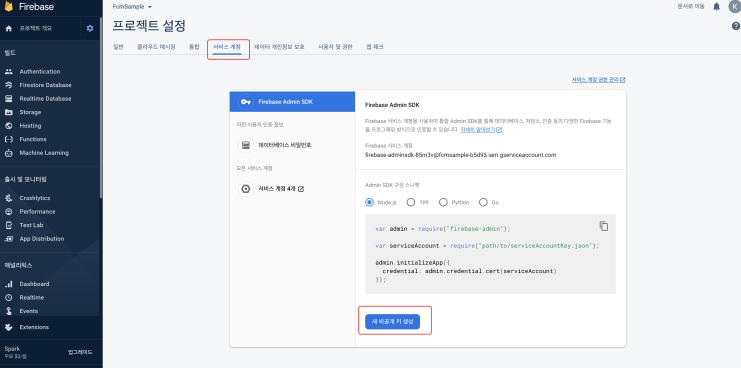 Firebase
FcmSample
문서로 이동
K
프로젝트 개요
프로젝트 설정
일반 클라우드 메시징 통합 서비스 계정 데이터 개인정보 보호 사용자 및 권한 앱 체크
빌드
Authentication
Firestore Database
Realtime Database
Storage
Hosting
Functions
Machine Learning
출시 및 모니터링
Crashlytics
Performance
Test Lab
App Distribution
애널리틱스
Dashboard
Realtime
Events
Extensions
Spark
무료 $0/월
업그레이드
서비스 계정 권한 관리
Firebase Admin SDK
이전 사용자 인증 정보
데이터베이스 비밀번호
모든 서비스 계정
서비스 계정 4개
Firebase Admin SDK
Firebase 서비스 계정을 사용하여 통합 Admin SDK를 통해 데이터베이스, 저장소, 인증 등의 다양한 Firebase 기능
을 프로그래밍 방식으로 인증할 수 있습니다. 자세히 알아보기
Firebase 서비스 계정
firebase-adminsdk-85m3v@fcmsample-b5d93.iam.gserviceaccount.com
Admin SDK 구성 스니펫
Node.js 자바 Python Go
var admin = require("firebase-admin");
var serviceAccount = require("path/to/serviceAccountKey.json");
admin.initializeApp({
credential: admin.credential.cert(serviceAccount)
});
새 비공개 키 생성